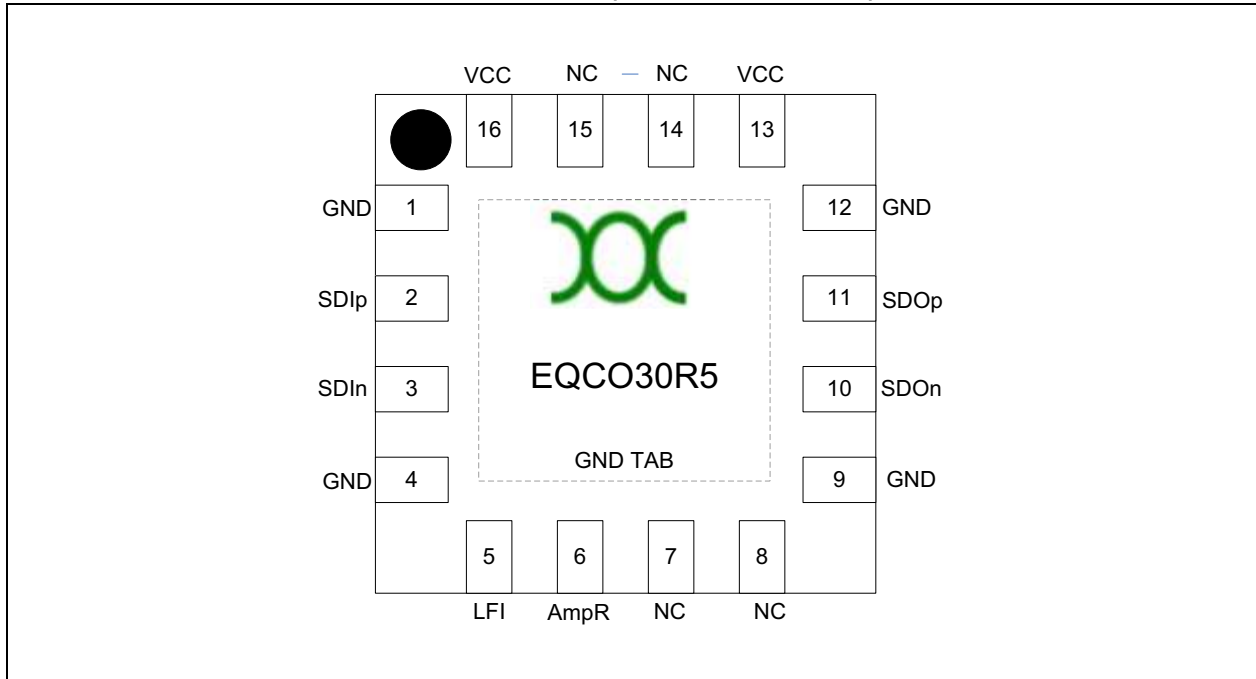 VCC NC – NC VCC
16 15 14 13
GND 1 12 GND
SDIp 2 11 SDOp
EQCO30R5
SDIn 3 10 SDOn
GND TAB
GND 4 9 GND
5 6 7 8
LFI AmpR NC NC